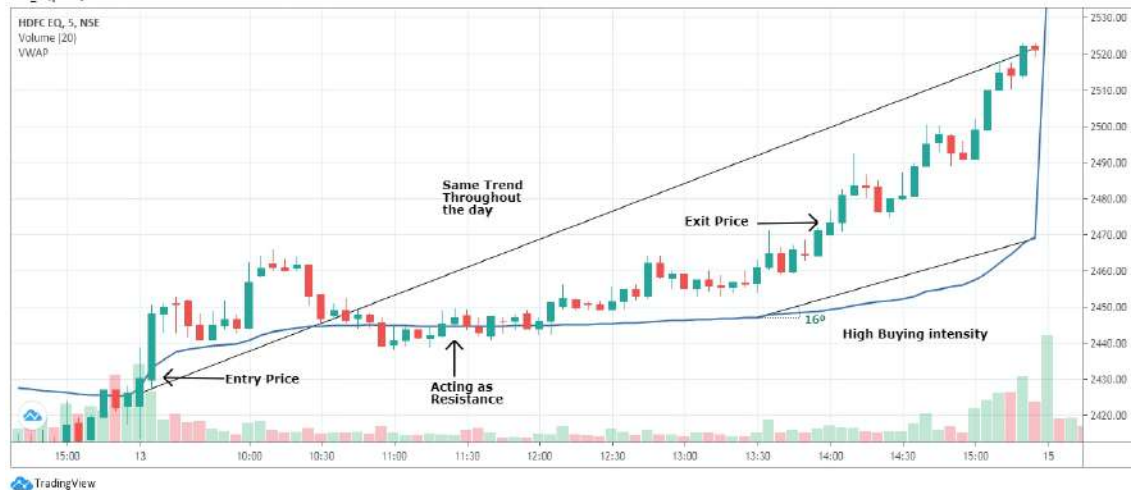 HDFC EQ, 5, NSE
Volume (20)
VWAP
2530.00
2520.00
2510.00
2500.00
2490.00
2480.00
2470.00
2460.00
2450.00
2440.00
2430.00
2420.00
Same Trend
Throughout
the day
Exit Price
16º
High Buying intensity
Entry Price
Acting as
Resistance
15:00
13
10:00
10:30
11:00
11:30
12:00
12:30
13:00
13:30
14:00
14:30
15:00
15
TradingView